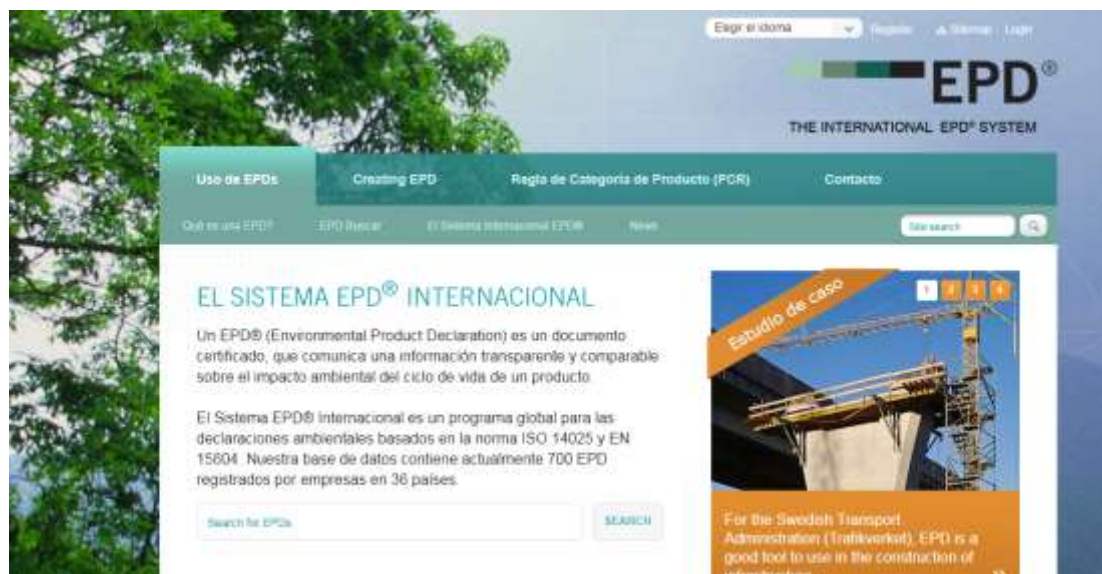 Elegir el idioma
Register
Sitemap
Login
EPD®
THE INTERNATIONAL EPD® SYSTEM
Uso de EPDs
Creating EPD
Regla de Categoría de Producto (PCR)
Contacto
Qué es una EPD?
EPD Buscar
El Sistema Internacional EPD®
News
Site search
EL SISTEMA EPD® INTERNACIONAL
Un EPD® (Environmental Product Declaration) es un documento
certificado, que comunica una información transparente y comparable
sobre el impacto ambiental del ciclo de vida de un producto
El Sistema EPD® Internacional es un programa global para las
declaraciones ambientales basados en la norma ISO 14025 y EN
15804. Nuestra base de datos contiene actualmente 700 EPD
registrados por empresas en 36 países.
Search for EPDs
SEARCH
Estudio de caso
1 2 3 4
For the Swedish Transport
Administration (Trafikverket), EPD is a
good tool to use in the construction of